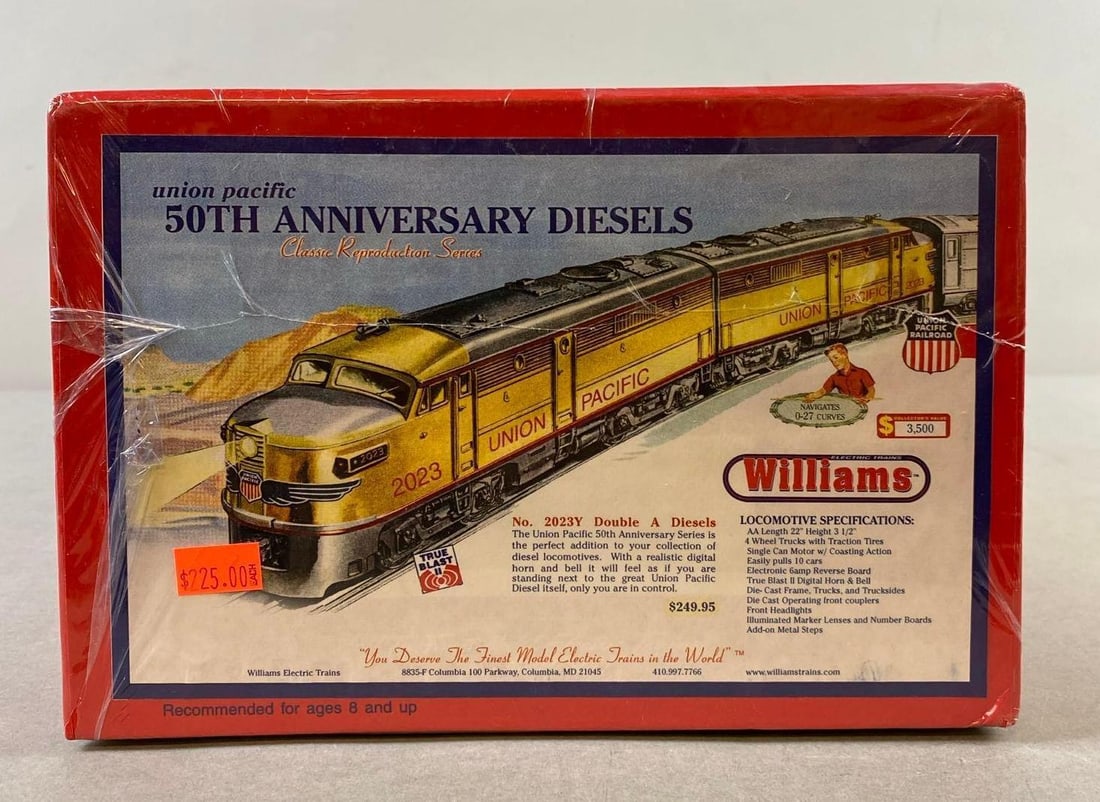 union pacific
50TH ANNIVERSARY DIESELS
Classic Reproduction Series
UNION PACIFIC
2023
UNION PACIFIC
2023
2023
UNION
PACIFIC
RAILROAD
NAVIGATES
0-27 CURVES
COLLECTOR'S VALUE
$ 3,500
ELECTRIC TRAINS
Williams™
TRUE
BLAST
II
$225.00 EACH
No. 2023Y Double A Diesels
The Union Pacific 50th Anniversary Series is
the perfect addition to your collection of
diesel locomotives. With a realistic digital
horn and bell it will feel as if you are
standing next to the great Union Pacific
Diesel itself, only you are in control.
$249.95
LOCOMOTIVE SPECIFICATIONS:
AA Length 22" Height 3 1/2"
4 Wheel Trucks with Traction Tires
Single Can Motor w/ Coasting Action
Easily pulls 10 cars
Electronic 6amp Reverse Board
True Blast II Digital Horn & Bell
Die- Cast Frame, Trucks, and Trucksides
Die Cast Operating front couplers
Front Headlights
Illuminated Marker Lenses and Number Boards
Add-on Metal Steps
"You Deserve The Finest Model Electric Trains in the World" ™
Williams Electric Trains 8835-F Columbia 100 Parkway, Columbia, MD 21045 410.997.7766 www.williamstrains.com
Recommended for ages 8 and up